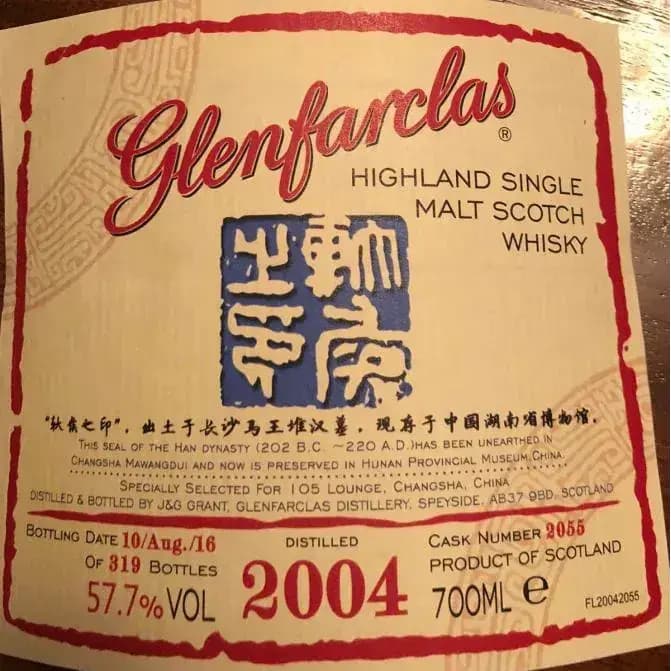 Glenfarclas®
HIGHLAND SINGLE
MALT SCOTCH
WHISKY
軑矦
之印
"轪矦之印"，出土于长沙马王堆汉墓，现存于中国湖南省博物馆。
THIS SEAL OF THE HAN DYNASTY (202 B.C. ~220 A.D.)HAS BEEN UNEARTHED IN
CHANGSHA MAWANGDUI AND NOW IS PRESERVED IN HUNAN PROVINCIAL MUSEUM,CHINA.
SPECIALLY SELECTED FOR 105 LOUNGE, CHANGSHA, CHINA
DISTILLED & BOTTLED BY J&G GRANT, GLENFARCLAS DISTILLERY, SPEYSIDE, AB37 9BD, SCOTLAND
BOTTLING DATE 10/Aug./16
OF 319 BOTTLES
57.7% VOL
DISTILLED
2004
CASK NUMBER 2055
PRODUCT OF SCOTLAND
700ML e
FL20042055